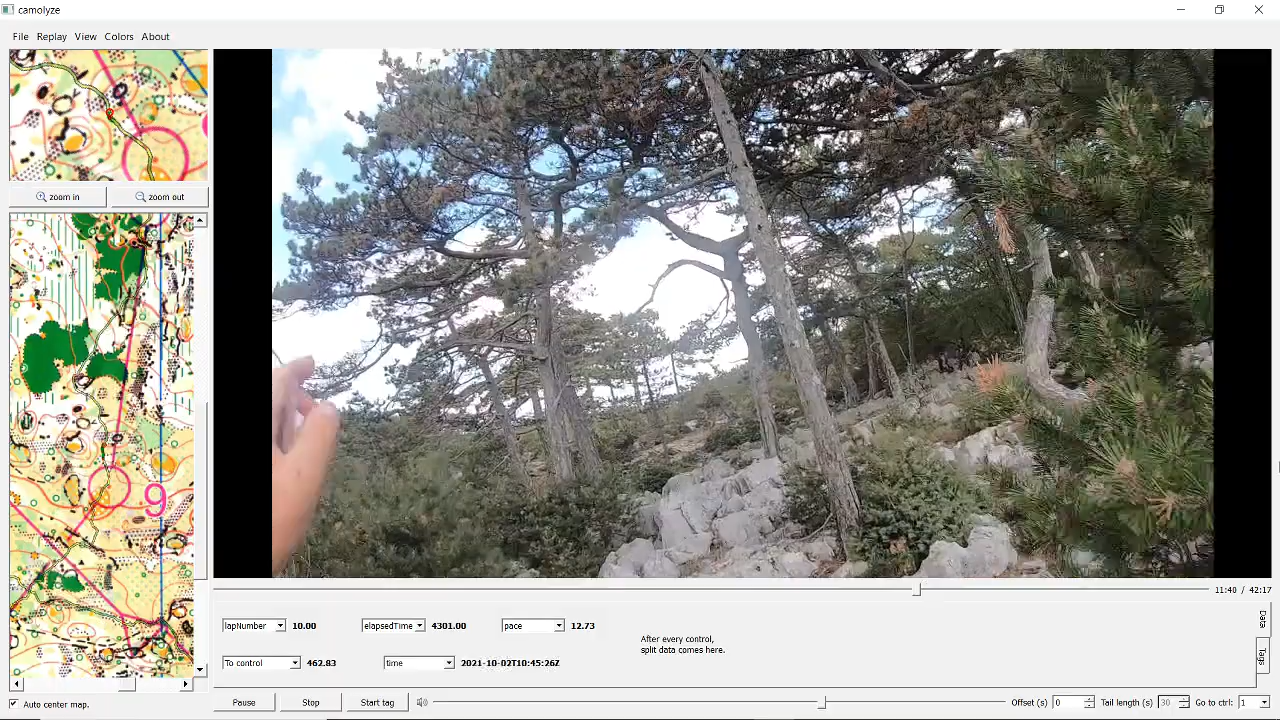 camolyze
File Replay View Colors About
zoom in zoom out
9
11:40 / 42:17
lapNumber 10.00 elapsedTime 4301.00 pace 12.73
After every control,
split data comes here.
To control 462.83 time 2021-10-02T10:45:26Z
Data
Tags
Auto center map.
Pause Stop Start tag Offset (s) 0 Tail length (s) 30 Go to ctrl: 1